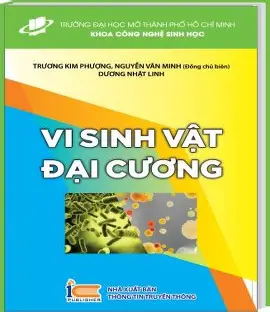 TRƯỜNG ĐẠI HỌC MỞ THÀNH PHỐ HỒ CHÍ MINH
KHOA CÔNG NGHỆ SINH HỌC
TRƯƠNG KIM PHƯỢNG, NGUYỄN VĂN MINH (Đồng chủ biên)
DƯƠNG NHẬT LINH
VI SINH VẬT
ĐẠI CƯƠNG
PUBLISHER
NHÀ XUẤT BẢN
THÔNG TIN TRUYỀN THÔNG